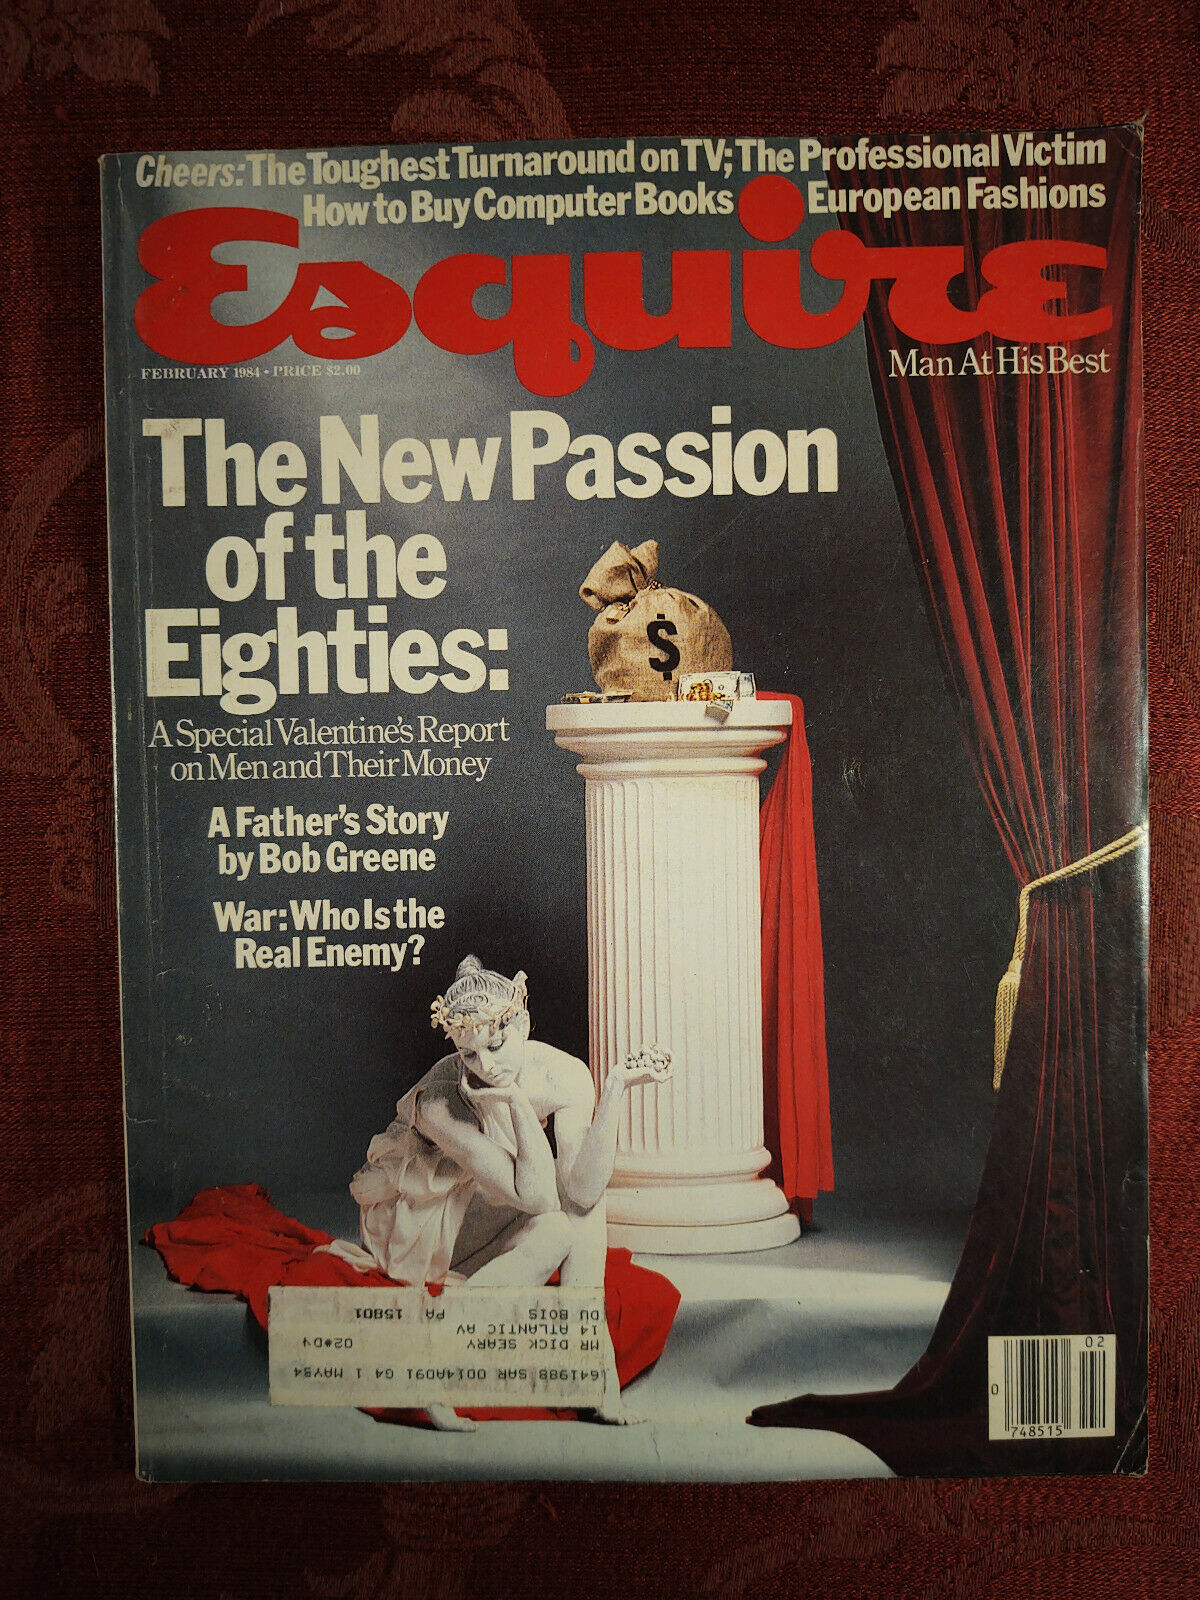 Cheers: The Toughest Turnaround on TV; The Professional Victim
How to Buy Computer Books European Fashions
Esquire
Man At His Best
FEBRUARY 1984 • PRICE $2.00
The New Passion
of the
Eighties:
A Special Valentine's Report
on Men and Their Money
A Father's Story
by Bob Greene
War: Who Is the
Real Enemy?
$
641988 SAR 0014AD91 G4 1 MAY84
MR DICK SEARY 02#D4
14 ATLANTIC AV
DU BOIS PA 15801
02
0
748515